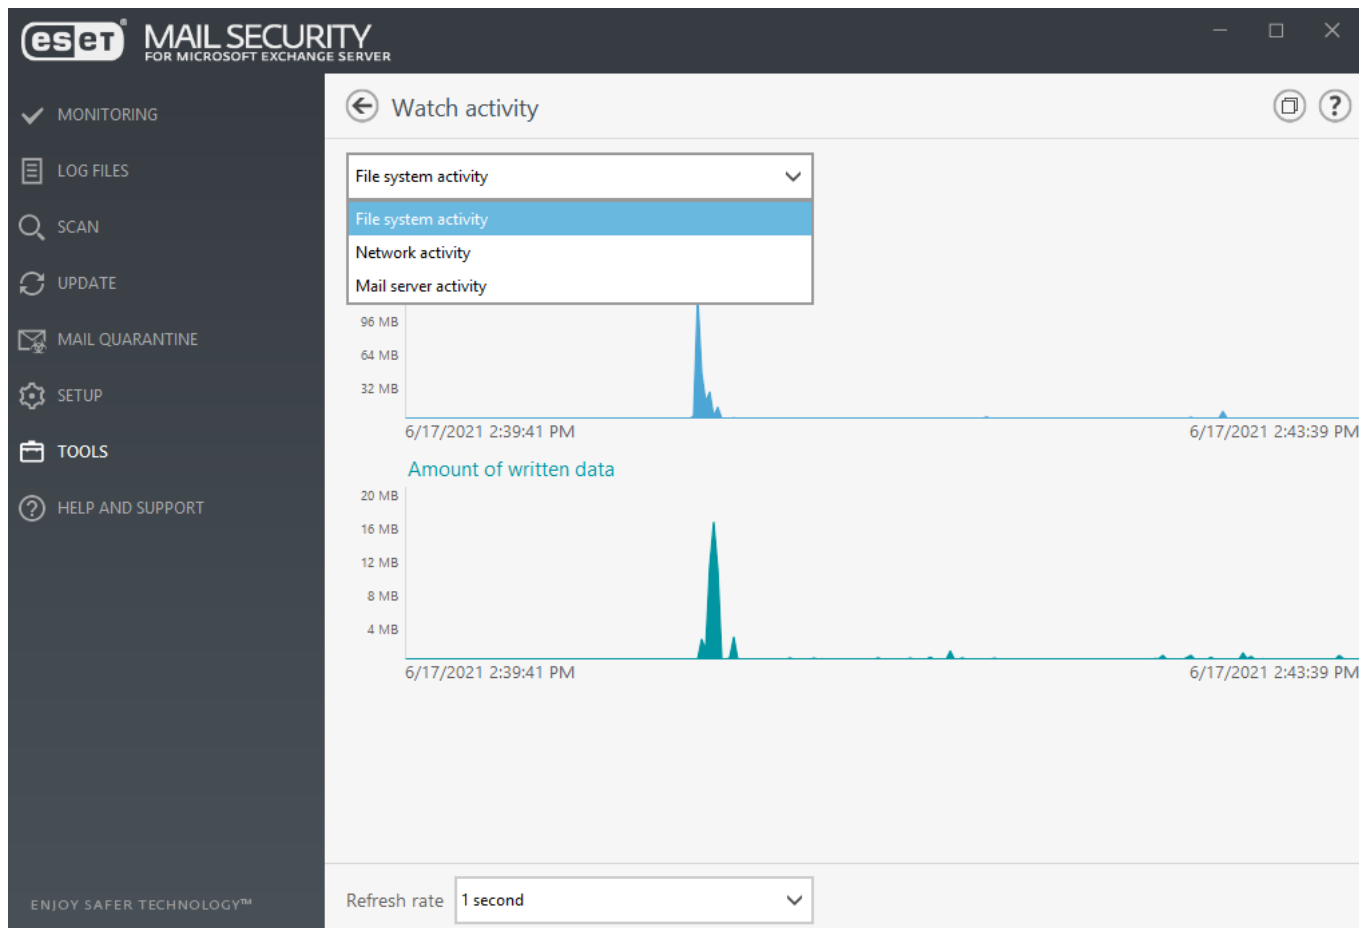 eset® MAIL SECURITY
FOR MICROSOFT EXCHANGE SERVER
MONITORING
LOG FILES
SCAN
UPDATE
MAIL QUARANTINE
SETUP
TOOLS
HELP AND SUPPORT
ENJOY SAFER TECHNOLOGY™
Watch activity
?
File system activity
File system activity
Network activity
Mail server activity
96 MB
64 MB
32 MB
6/17/2021 2:39:41 PM 6/17/2021 2:43:39 PM
Amount of written data
20 MB
16 MB
12 MB
8 MB
4 MB
6/17/2021 2:39:41 PM 6/17/2021 2:43:39 PM
Refresh rate 1 second